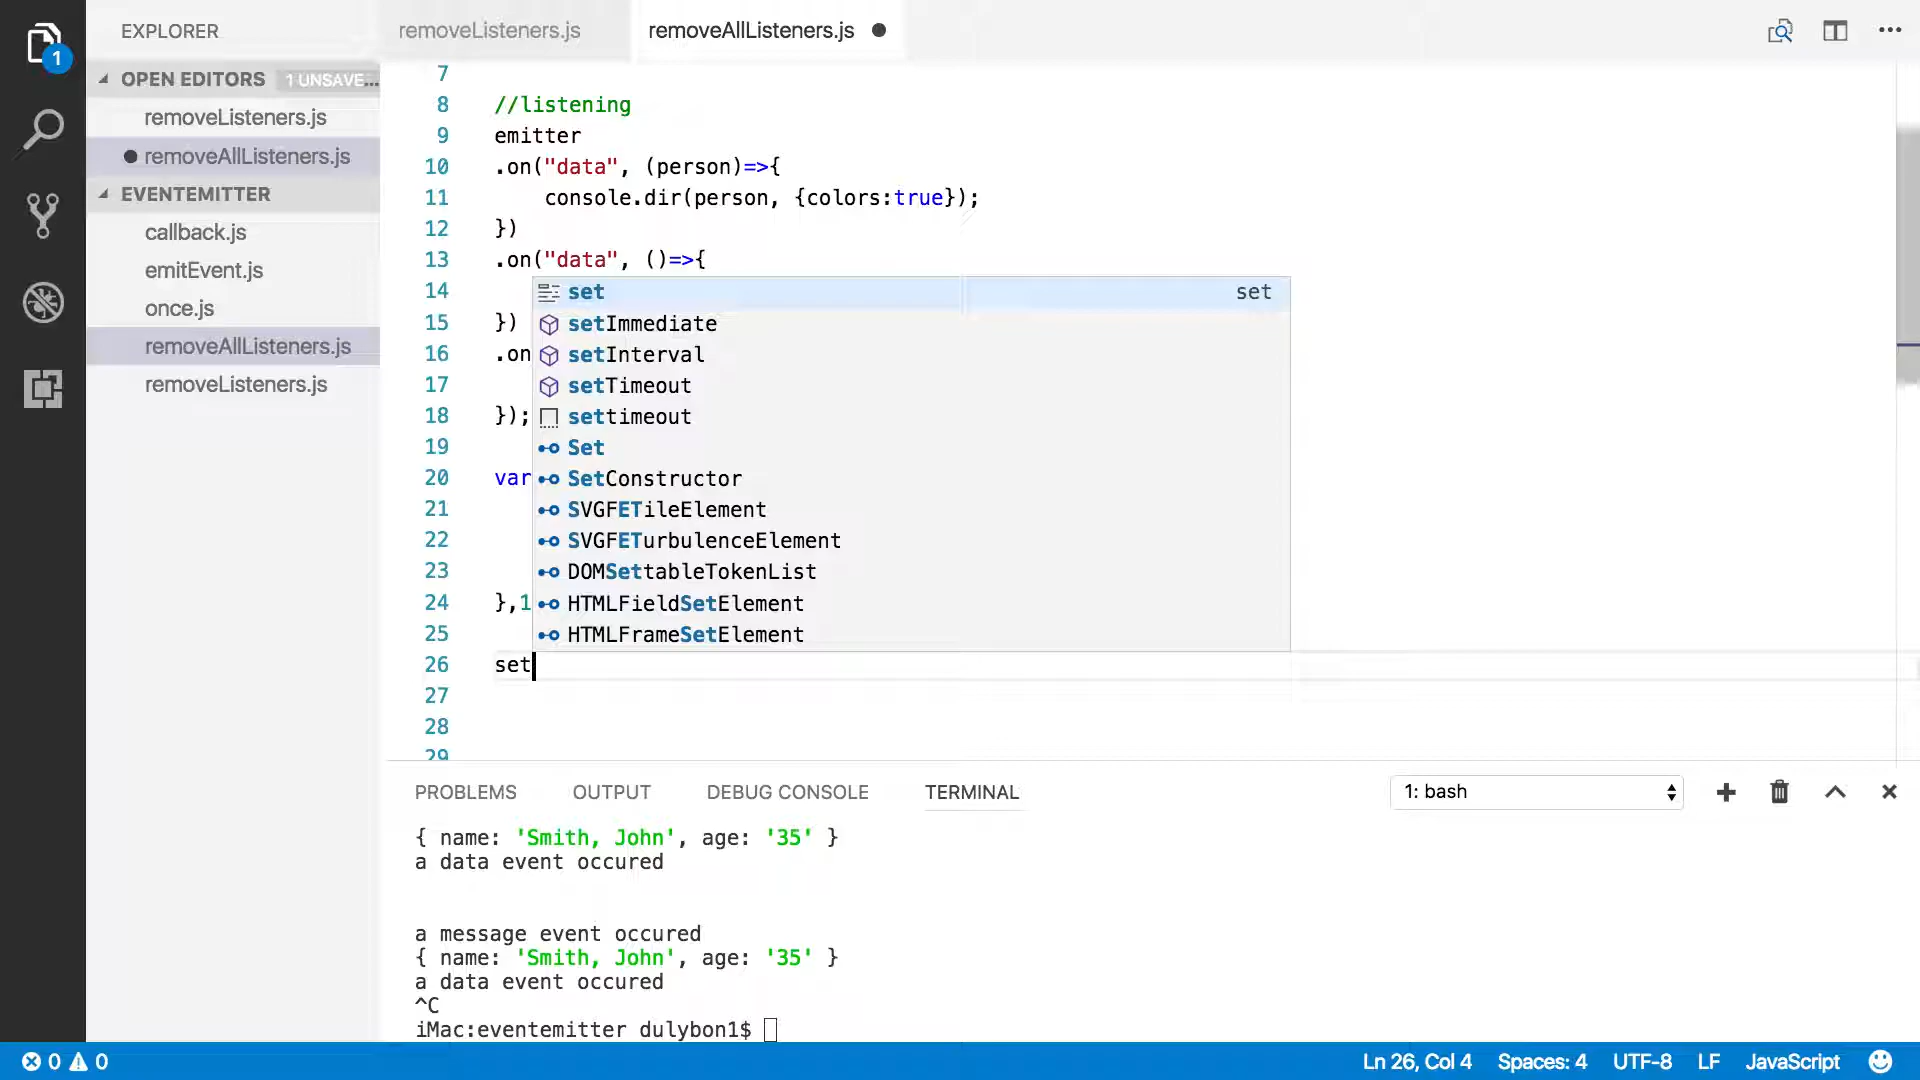 EXPLORER
removeListeners.js
removeAllListeners.js
1
OPEN EDITORS
1 UNSAVE...
removeListeners.js
removeAllListeners.js
EVENTEMITTER
callback.js
emitEvent.js
once.js
removeAllListeners.js
removeListeners.js
7
8 //listening
9 emitter
10 .on("data", (person)=>{
11 console.dir(person, {colors:true});
12 })
13 .on("data", ()=>{
14
15 })
16 .on
17
18 });
19
20 var
21
22
23
24 },1
25
26 set
27
28
29
set set
setImmediate
setInterval
setTimeout
settimeout
Set
SetConstructor
SVGFETileElement
SVGFETurbulenceElement
DOMSettableTokenList
HTMLFieldSetElement
HTMLFrameSetElement
PROBLEMS OUTPUT DEBUG CONSOLE TERMINAL
1: bash
{ name: 'Smith, John', age: '35' }
a data event occured
a message event occured
{ name: 'Smith, John', age: '35' }
a data event occured
^C
iMac:eventemitter dulybon1$
0 0
Ln 26, Col 4 Spaces: 4 UTF-8 LF JavaScript